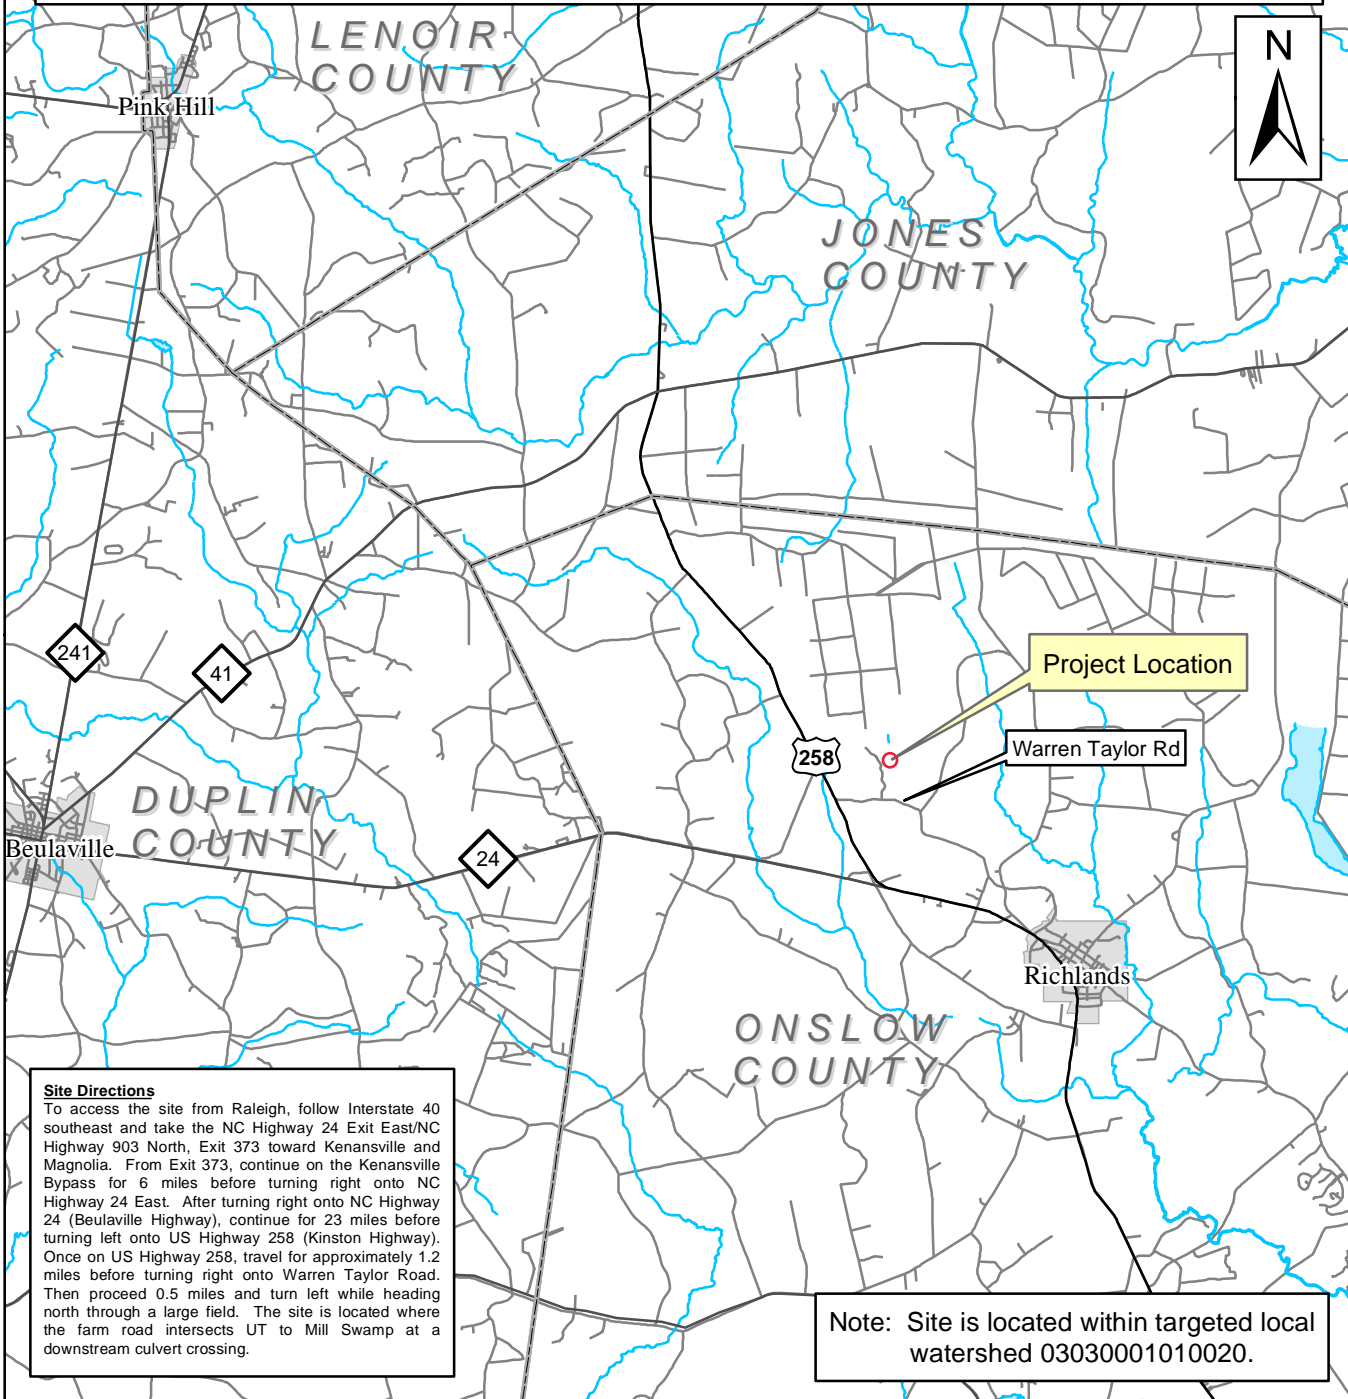 LENOIR
COUNTY
N
Pink Hill
JONES
COUNTY
241
41
Project Location
Warren Taylor Rd
258
DUPLIN
COUNTY
Beulaville
24
Richlands
ONSLOW
COUNTY
Site Directions
To access the site from Raleigh, follow Interstate 40
southeast and take the NC Highway 24 Exit East/NC
Highway 903 North, Exit 373 toward Kenansville and
Magnolia. From Exit 373, continue on the Kenansville
Bypass for 6 miles before turning right onto NC
Highway 24 East. After turning right onto NC Highway
24 (Beulaville Highway), continue for 23 miles before
turning left onto US Highway 258 (Kinston Highway).
Once on US Highway 258, travel for approximately 1.2
miles before turning right onto Warren Taylor Road.
Then proceed 0.5 miles and turn left while heading
north through a large field. The site is located where
the farm road intersects UT to Mill Swamp at a
downstream culvert crossing.
Note: Site is located within targeted local
watershed 03030001010020.